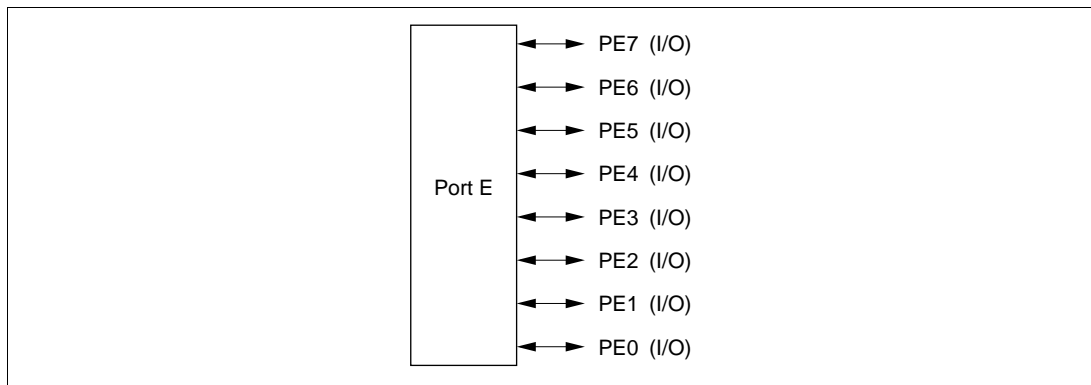 PE7 (I/O)
PE6 (I/O)
PE5 (I/O)
PE4 (I/O)
Port E
PE3 (I/O)
PE2 (I/O)
PE1 (I/O)
PE0 (I/O)